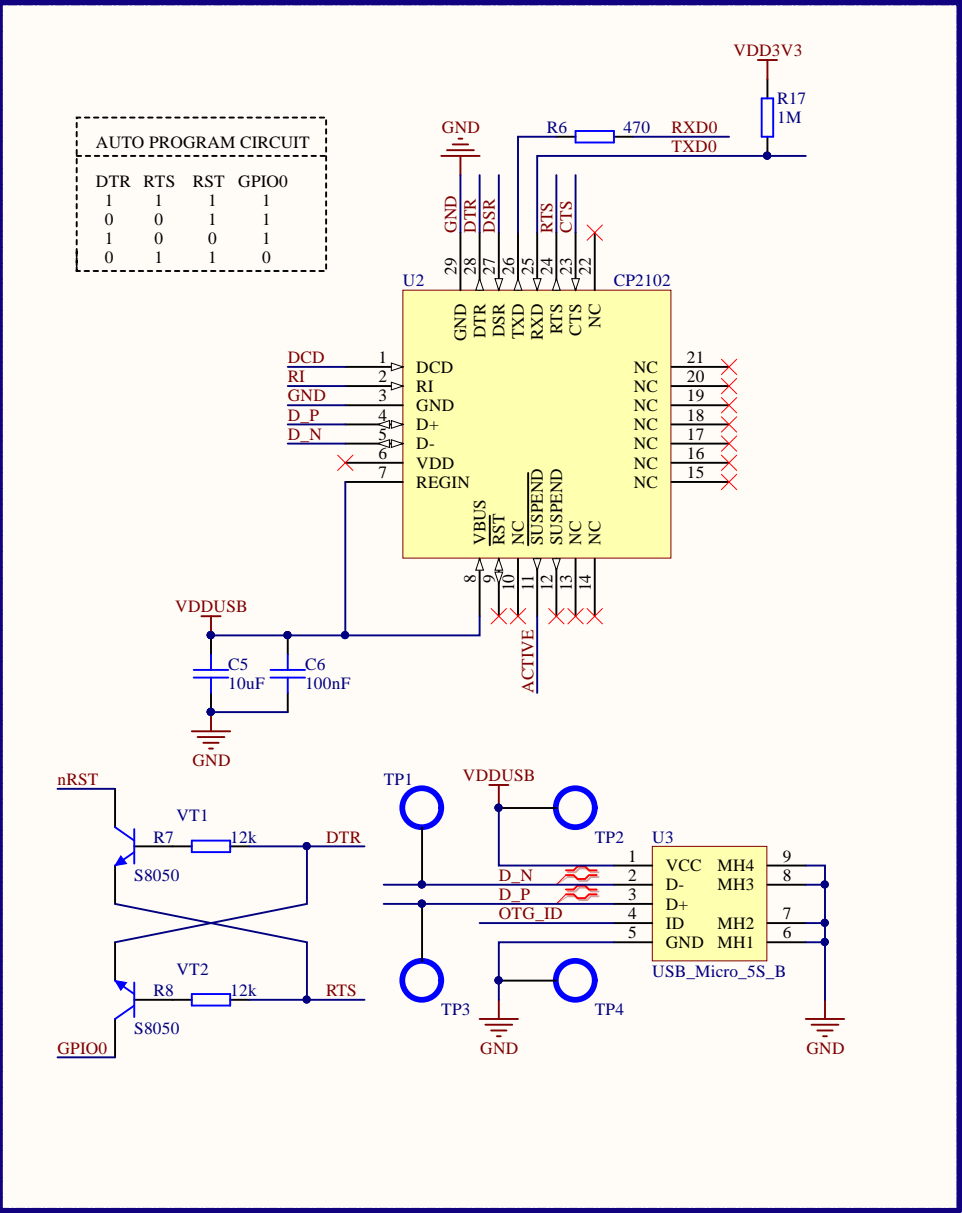 VDD3V3
R17
1M
R6 470 RXD0
TXD0
AUTO PROGRAM CIRCUIT
DTR RTS RST GPIO0
1 1 1 1
0 0 1 1
1 0 0 1
0 1 1 0
GND
GND DTR DSR RTS CTS
29 28 27 26 25 24 23 22
U2 CP2102
GND DTR DSR TXD RXD RTS CTS NC
DCD 1 DCD NC 21
RI 2 RI NC 20
GND 3 GND NC 19
D_P 4 D+ NC 18
D_N 5 D- NC 17
6 VDD NC 16
7 REGIN NC 15
VBUS RST NC SUSPEND SUSPEND NC NC
8 9 10 11 12 13 14
ACTIVE
VDDUSB
C5 C6
10uF 100nF
GND
nRST
VT1
R7 12k DTR
S8050
VT2
R8 12k RTS
S8050
GPIO0
TP1
VDDUSB
TP2
U3
1 VCC MH4 9
D_N 2 D- MH3 8
D_P 3 D+
OTG_ID 4 ID MH2 7
5 GND MH1 6
USB_Micro_5S_B
TP3
TP4
GND
GND